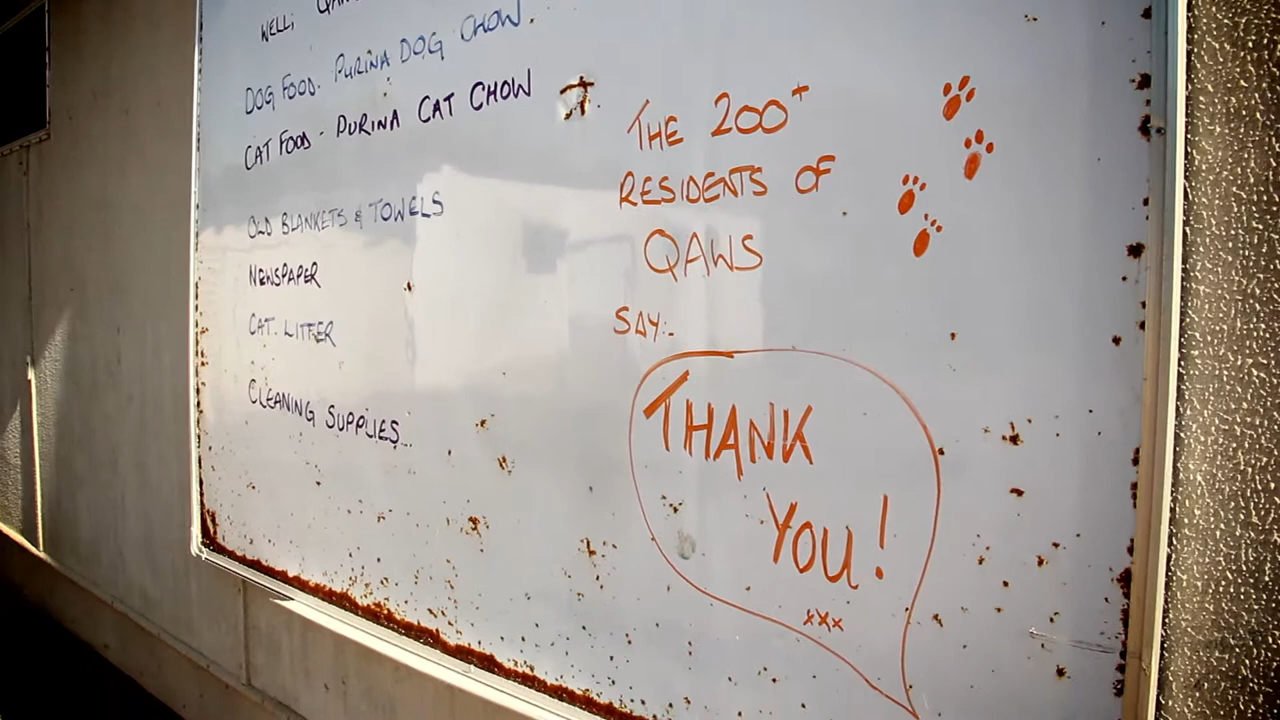 WELL;
DOG FOOD. PURINA DOG CHOW.
CAT FOOD - PURINA CAT CHOW
OLD BLANKETS & TOWELS
NEWSPAPER
CAT. LITTER
CLEANING SUPPLIES...
THE 200+
RESIDENTS OF
QAWS
SAY:-
THANK
YOU!
xxx